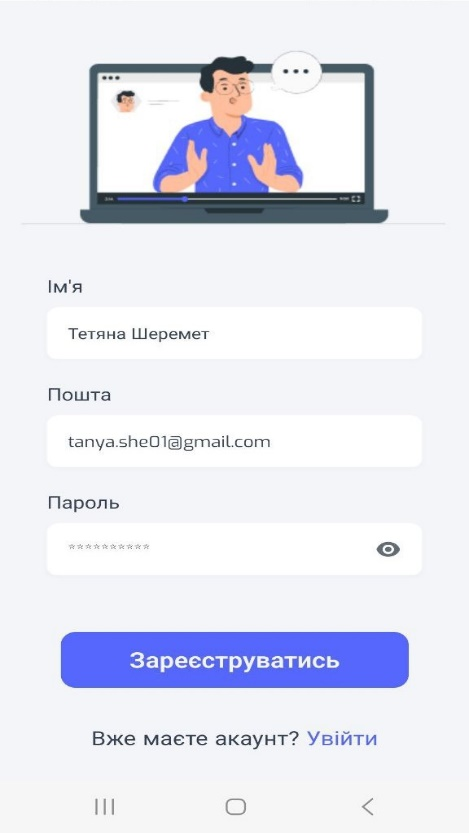 Ім'я
Тетяна Шеремет
Пошта
tanya.she01@gmail.com
Пароль
**********
Зареєструватись
Вже маєте акаунт? Увійти